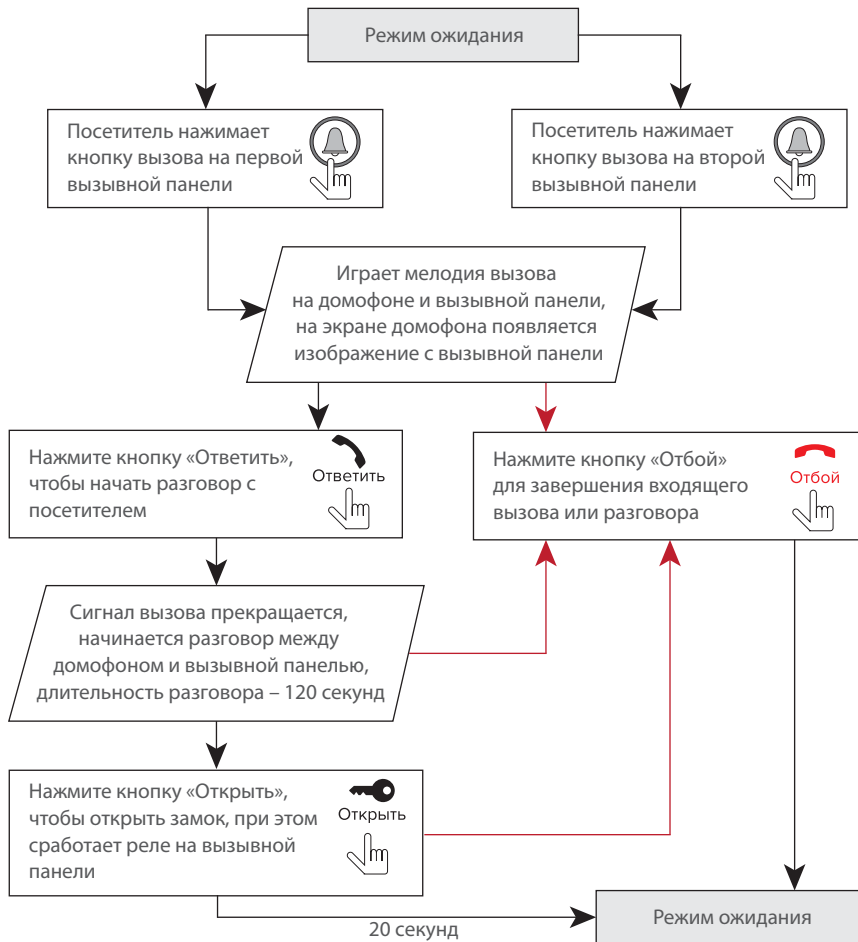 Режим ожидания
Посетитель нажимает
кнопку вызова на первой
вызывной панели
Посетитель нажимает
кнопку вызова на второй
вызывной панели
Играет мелодия вызова
на домофоне и вызывной панели,
на экране домофона появляется
изображение с вызывной панели
Нажмите кнопку «Ответить»,
чтобы начать разговор с
посетителем
Ответить
Нажмите кнопку «Отбой»
для завершения входящего
вызова или разговора
Отбой
Сигнал вызова прекращается,
начинается разговор между
домофоном и вызывной панелью,
длительность разговора – 120 секунд
Нажмите кнопку «Открыть»,
чтобы открыть замок, при этом
сработает реле на вызывной
панели
Открыть
20 секунд
Режим ожидания